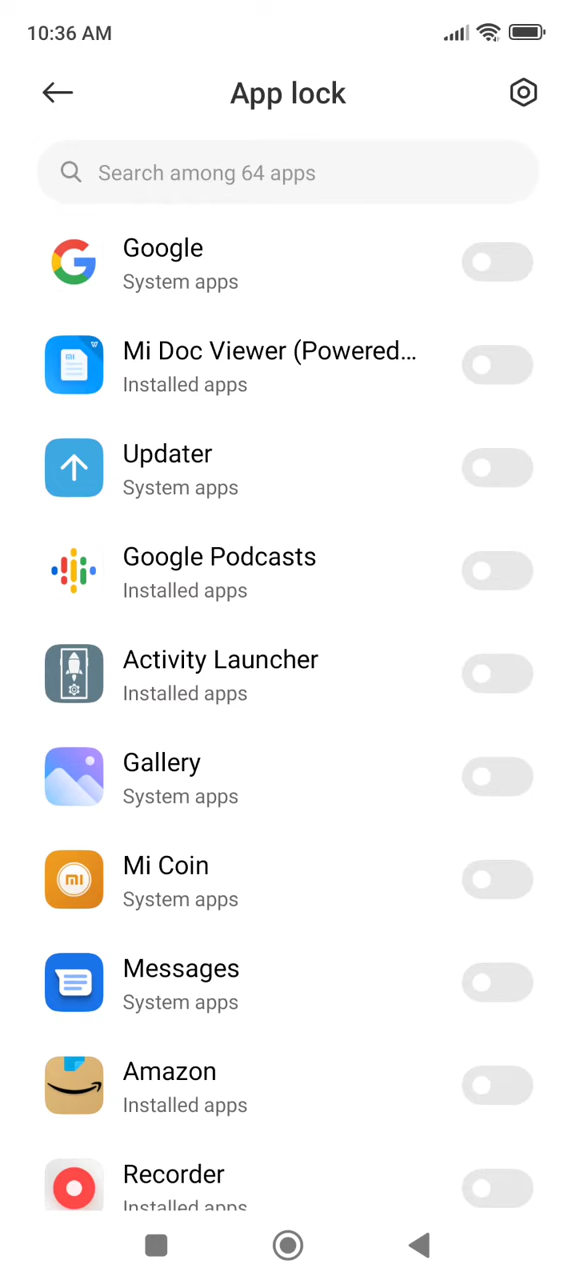 10:36 AM
App lock
Search among 64 apps
Google
System apps
Mi Doc Viewer (Powered...
Installed apps
Updater
System apps
Google Podcasts
Installed apps
Activity Launcher
Installed apps
Gallery
System apps
Mi Coin
System apps
Messages
System apps
Amazon
Installed apps
Recorder
Installed apps